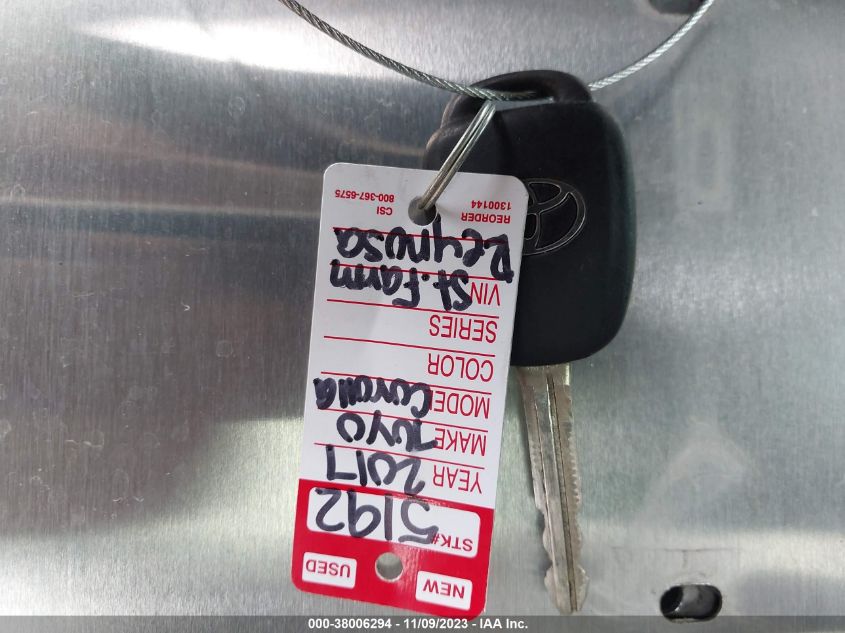 NEW USED
STK# 5192
YEAR 2017
MAKE TOYO
MODEL Corolla
COLOR
SERIES
VIN St. Farm
Reynosa
REORDER CSI
1300144 800-367-6575
000-38006294 - 11/09/2023 - IAA Inc.